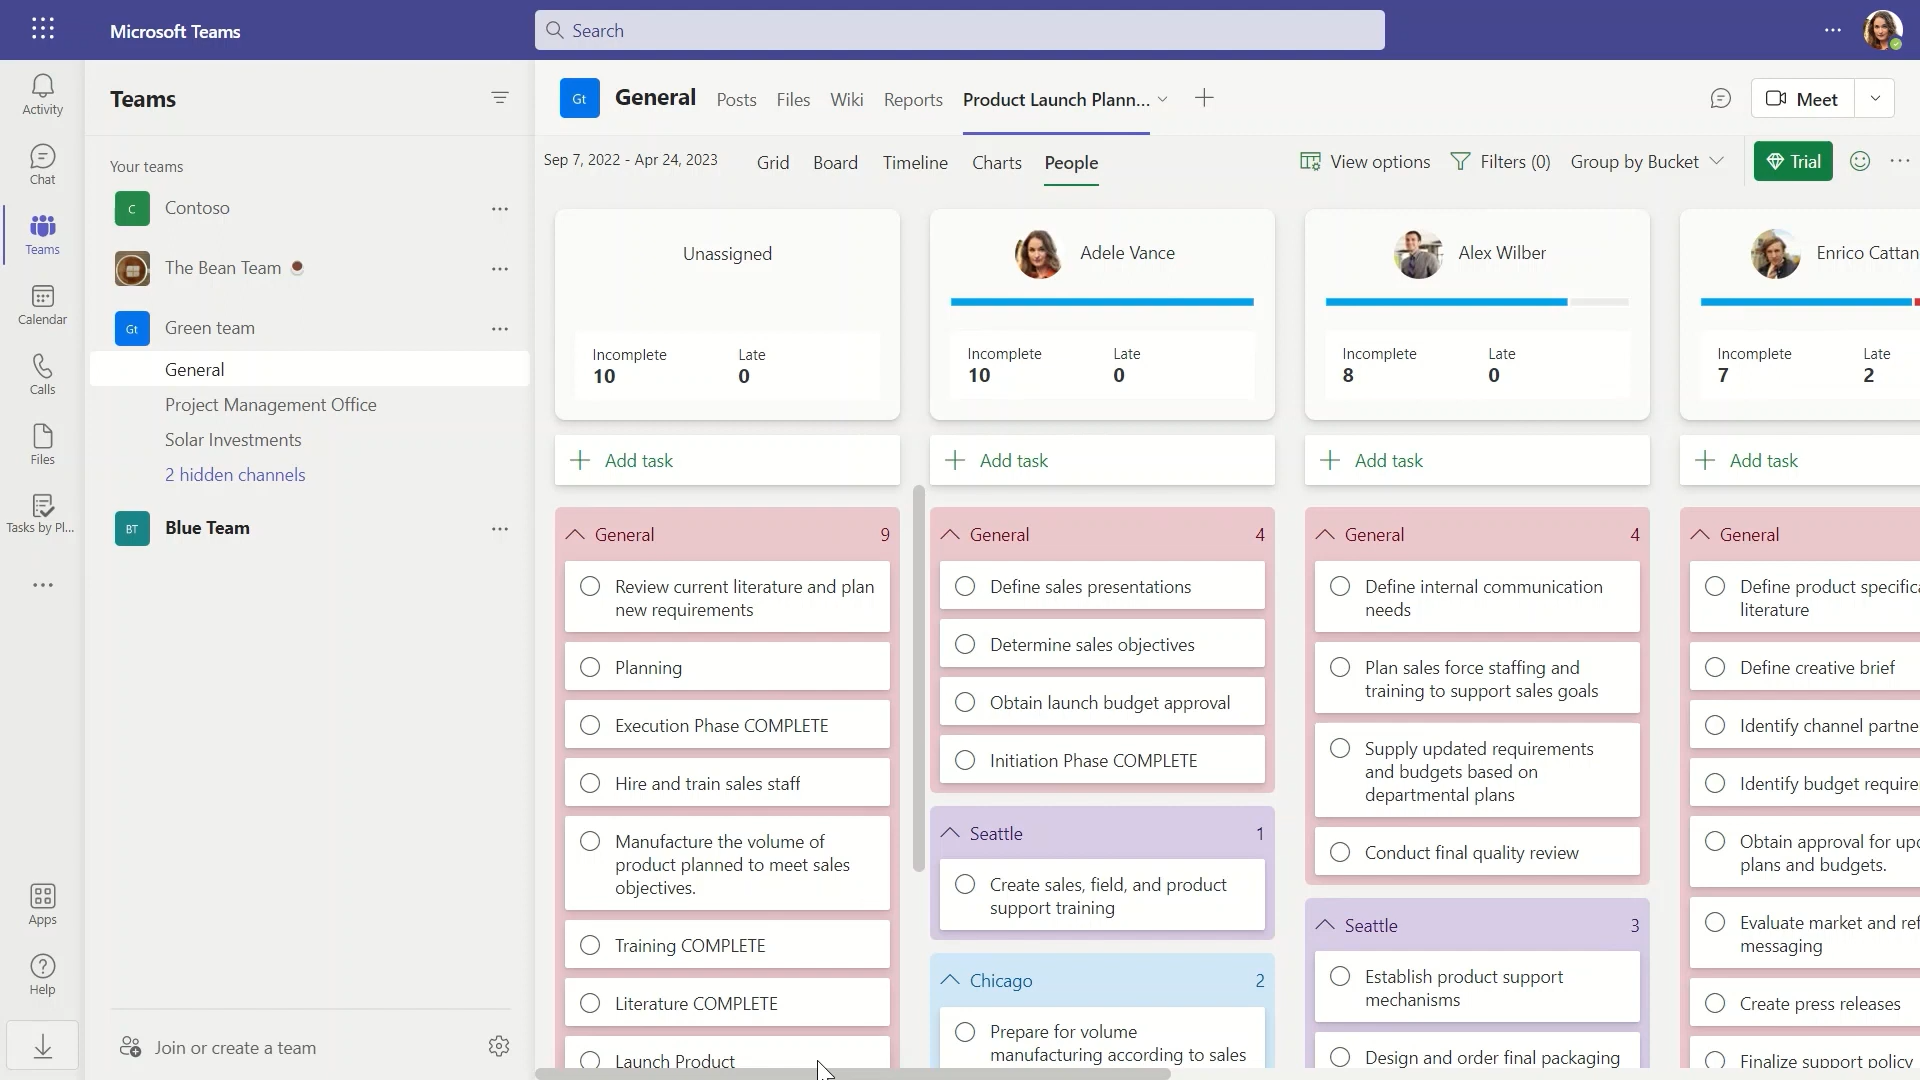 Microsoft Teams
Search
Activity
Chat
Teams
Calendar
Calls
Files
Tasks by Pl...
Apps
Help
Teams
Your teams
C Contoso
The Bean Team
Gt Green team
General
Project Management Office
Solar Investments
2 hidden channels
BT Blue Team
Join or create a team
Gt General Posts Files Wiki Reports Product Launch Plann...
Meet
Sep 7, 2022 - Apr 24, 2023 Grid Board Timeline Charts People
View options Filters (0) Group by Bucket Trial
Unassigned
Incomplete Late
10 0
Add task
General 9
Review current literature and plan
new requirements
Planning
Execution Phase COMPLETE
Hire and train sales staff
Manufacture the volume of
product planned to meet sales
objectives.
Training COMPLETE
Literature COMPLETE
Launch Product
Adele Vance
Incomplete Late
10 0
Add task
General 4
Define sales presentations
Determine sales objectives
Obtain launch budget approval
Initiation Phase COMPLETE
Seattle 1
Create sales, field, and product
support training
Chicago 2
Prepare for volume
manufacturing according to sales
Alex Wilber
Incomplete Late
8 0
Add task
General 4
Define internal communication
needs
Plan sales force staffing and
training to support sales goals
Supply updated requirements
and budgets based on
departmental plans
Conduct final quality review
Seattle 3
Establish product support
mechanisms
Design and order final packaging
Enrico Cattan
Incomplete Late
7 2
Add task
General
Define product specifica
literature
Define creative brief
Identify channel partne
Identify budget require
Obtain approval for upd
plans and budgets.
Evaluate market and ref
messaging
Create press releases
Finalize support policy